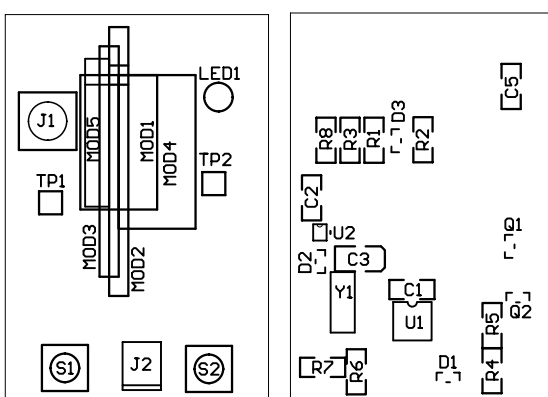 LED1
J1
MOD5
MOD1
MOD4
TP2
TP1
MOD3
MOD2
S1
J2
S2
C5
R8
R3
R1
D3
R2
C2
U2
Q1
D2
C3
Y1
C1
U1
Q2
R5
R7
R6
D1
R4